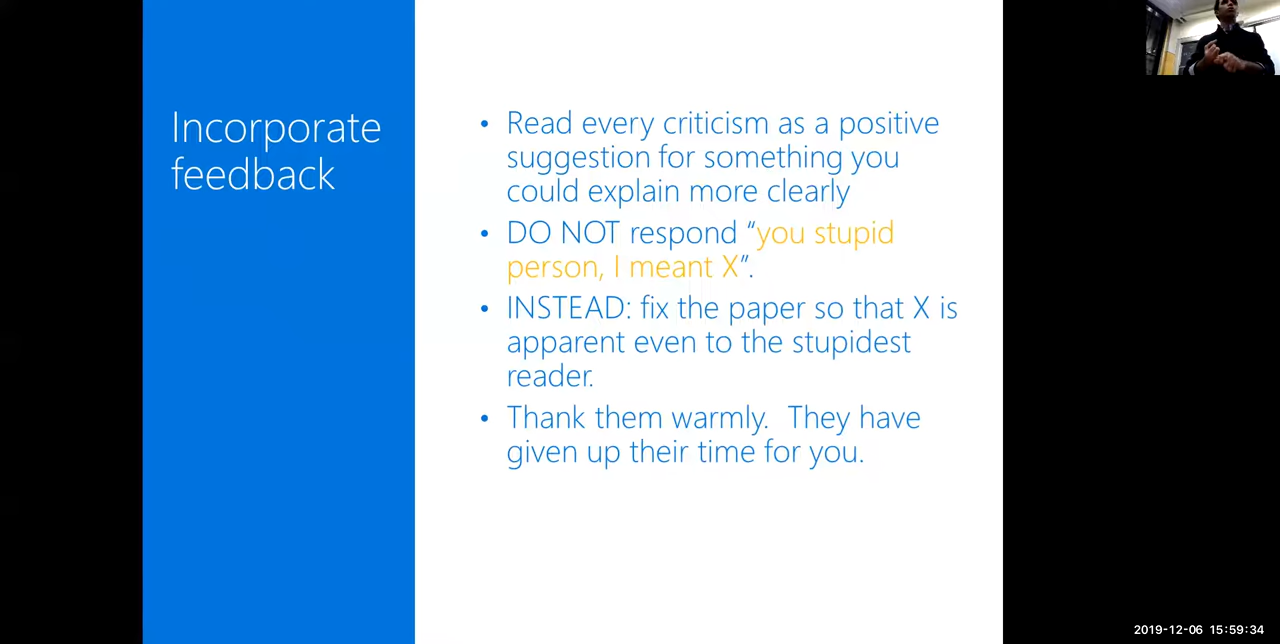 Incorporate
feedback
• Read every criticism as a positive
suggestion for something you
could explain more clearly
• DO NOT respond “you stupid
person, I meant X”.
• INSTEAD: fix the paper so that X is
apparent even to the stupidest
reader.
• Thank them warmly.  They have
given up their time for you.
2019-12-06 15:59:34